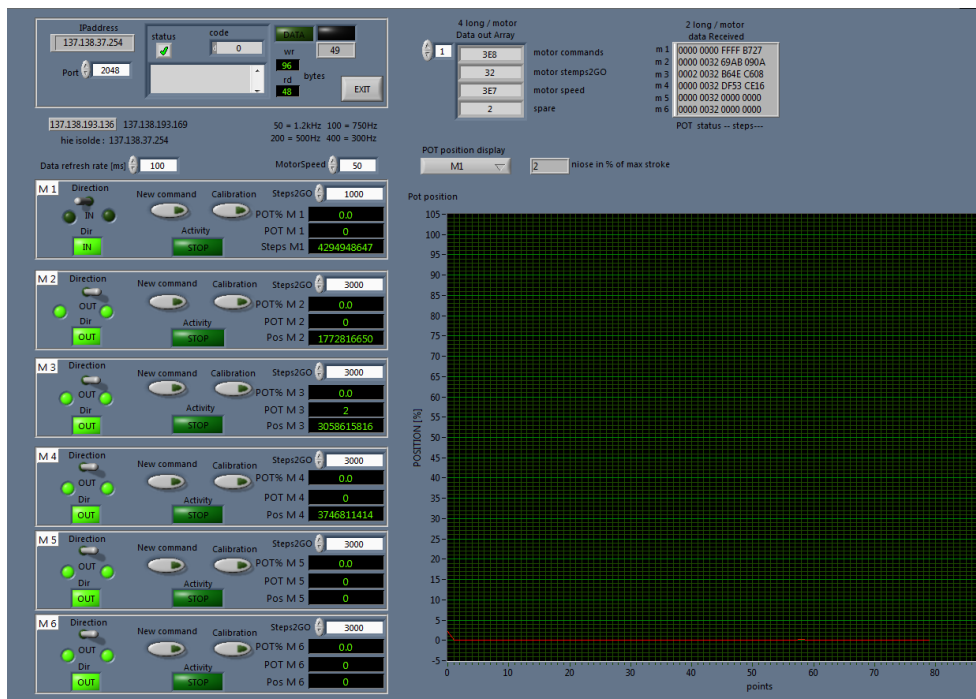 IPaddress
137.138.37.254
Port 2048
status
code
d 0
DATA
wr
96
49
rd
bytes
48
EXIT
137.138.193.136 137.138.193.169
hie isolde : 137.138.37.254
50 = 1.2kHz 100 = 750Hz
200 = 500Hz 400 = 300Hz
Data refresh rate [ms] 100
MotorSpeed 50
4 long / motor
Data out Array
1
3E8 motor commands
32 motor stemps2GO
3E7 motor speed
2 spare
2 long / motor
data Received
m 1 0000 0000 FFFF B727
m 2 0000 0032 69AB 090A
m 3 0002 0032 B64E C608
m 4 0000 0032 DF53 CE16
m 5 0000 0032 0000 0000
m 6 0000 0032 0000 0000
POT status -- steps---
POT position display
M1
2 niose in % of max stroke
M 1
Direction
IN
Dir
IN
New command
Calibration
Activity
STOP
Steps2GO 1000
POT% M 1 0.0
POT M 1 0
Steps M1 4294948647
M 2
Direction
OUT
Dir
OUT
New command
Calibration
Activity
STOP
Steps2GO 3000
POT% M 2 0.0
POT M 2 0
Pos M 2 1772816650
M 3
Direction
OUT
Dir
OUT
New command
Calibration
Activity
STOP
Steps2GO 3000
POT% M 3 0.0
POT M 3 2
Pos M 3 3058615816
M 4
Direction
OUT
Dir
OUT
New command
Calibration
Activity
STOP
Steps2GO 3000
POT% M 4 0.0
POT M 4 0
Pos M 4 3746811414
M 5
Direction
OUT
Dir
OUT
New command
Calibration
Activity
STOP
Steps2GO 3000
POT% M 5 0.0
POT M 5 0
Pos M 5 0
M 6
Direction
OUT
Dir
OUT
New command
Calibration
Activity
STOP
Steps2GO 3000
POT% M 6 0.0
POT M 6 0
Pos M 6 0
Pot position
POSITION [%]
105
100
95
90
85
80
75
70
65
60
55
50
45
40
35
30
25
20
15
10
5
0
-5
0 10 20 30 40 50 60 70 80
points